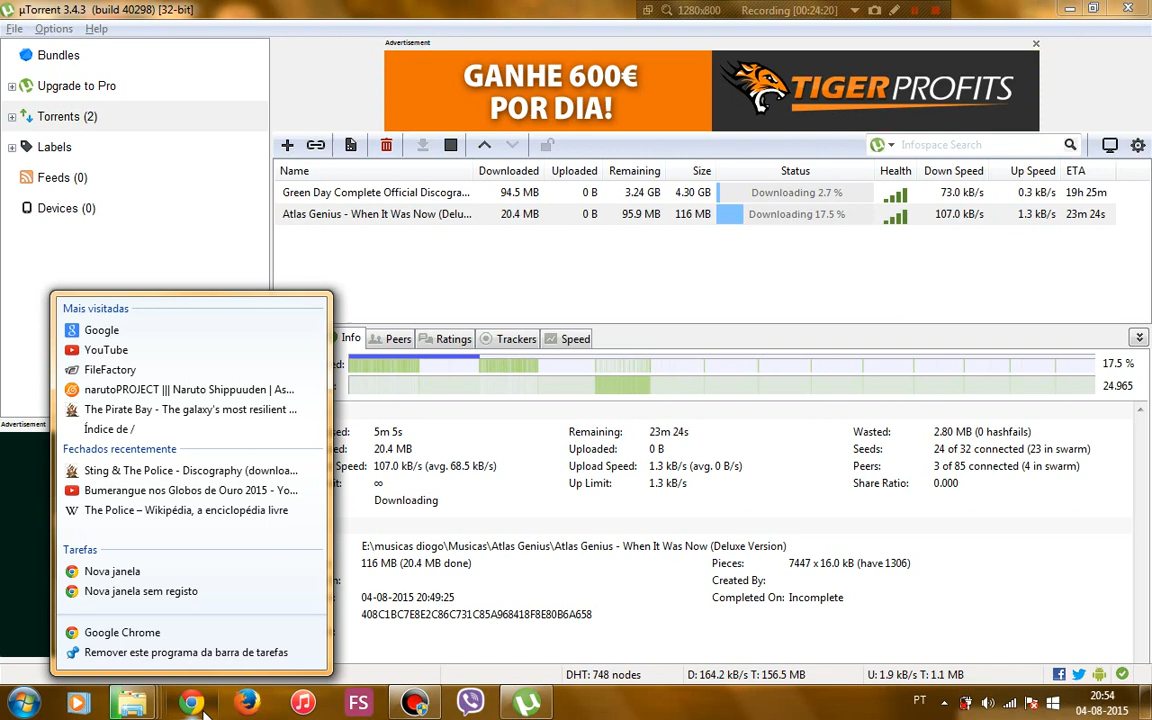 µTorrent 3.4.3 (build 40298) [32-bit]
1280x800
Recording [00:24:20]
File Options Help
Bundles
Upgrade to Pro
Torrents (2)
Labels
Feeds (0)
Devices (0)
Advertisement
GANHE 600€
POR DIA!
TIGERPROFITS
Infospace Search
Name Downloaded Uploaded Remaining Size Status Health Down Speed Up Speed ETA
Green Day Complete Official Discogra... 94.5 MB 0 B 3.24 GB 4.30 GB Downloading 2.7 % 73.0 kB/s 0.3 kB/s 19h 25m
Atlas Genius - When It Was Now (Delu... 20.4 MB 0 B 95.9 MB 116 MB Downloading 17.5 % 107.0 kB/s 1.3 kB/s 23m 24s
Info Peers Ratings Trackers Speed
17.5 %
24.965
5m 5s Remaining: 23m 24s Wasted: 2.80 MB (0 hashfails)
20.4 MB Uploaded: 0 B Seeds: 24 of 32 connected (23 in swarm)
Speed: 107.0 kB/s (avg. 68.5 kB/s) Upload Speed: 1.3 kB/s (avg. 0 B/s) Peers: 3 of 85 connected (4 in swarm)
∞ Up Limit: 1.3 kB/s Share Ratio: 0.000
Downloading
E:\musicas diogo\Musicas\Atlas Genius\Atlas Genius - When It Was Now (Deluxe Version)
116 MB (20.4 MB done) Pieces: 7447 x 16.0 kB (have 1306)
Created By:
04-08-2015 20:49:25 Completed On: Incomplete
408C1BC7E8E2C86C731C85A968418F8E80B6A658
Advertisement
Mais visitadas
Google
YouTube
FileFactory
narutoPROJECT ||| Naruto Shippuuden | As...
The Pirate Bay - The galaxy's most resilient ...
Índice de /
Fechados recentemente
Sting & The Police - Discography (downloa...
Bumerangue nos Globos de Ouro 2015 - Yo...
The Police – Wikipédia, a enciclopédia livre
Tarefas
Nova janela
Nova janela sem registo
Google Chrome
Remover este programa da barra de tarefas
DHT: 748 nodes D: 164.2 kB/s T: 156.5 MB U: 1.9 kB/s T: 1.1 MB
FS
PT
20:54
04-08-2015